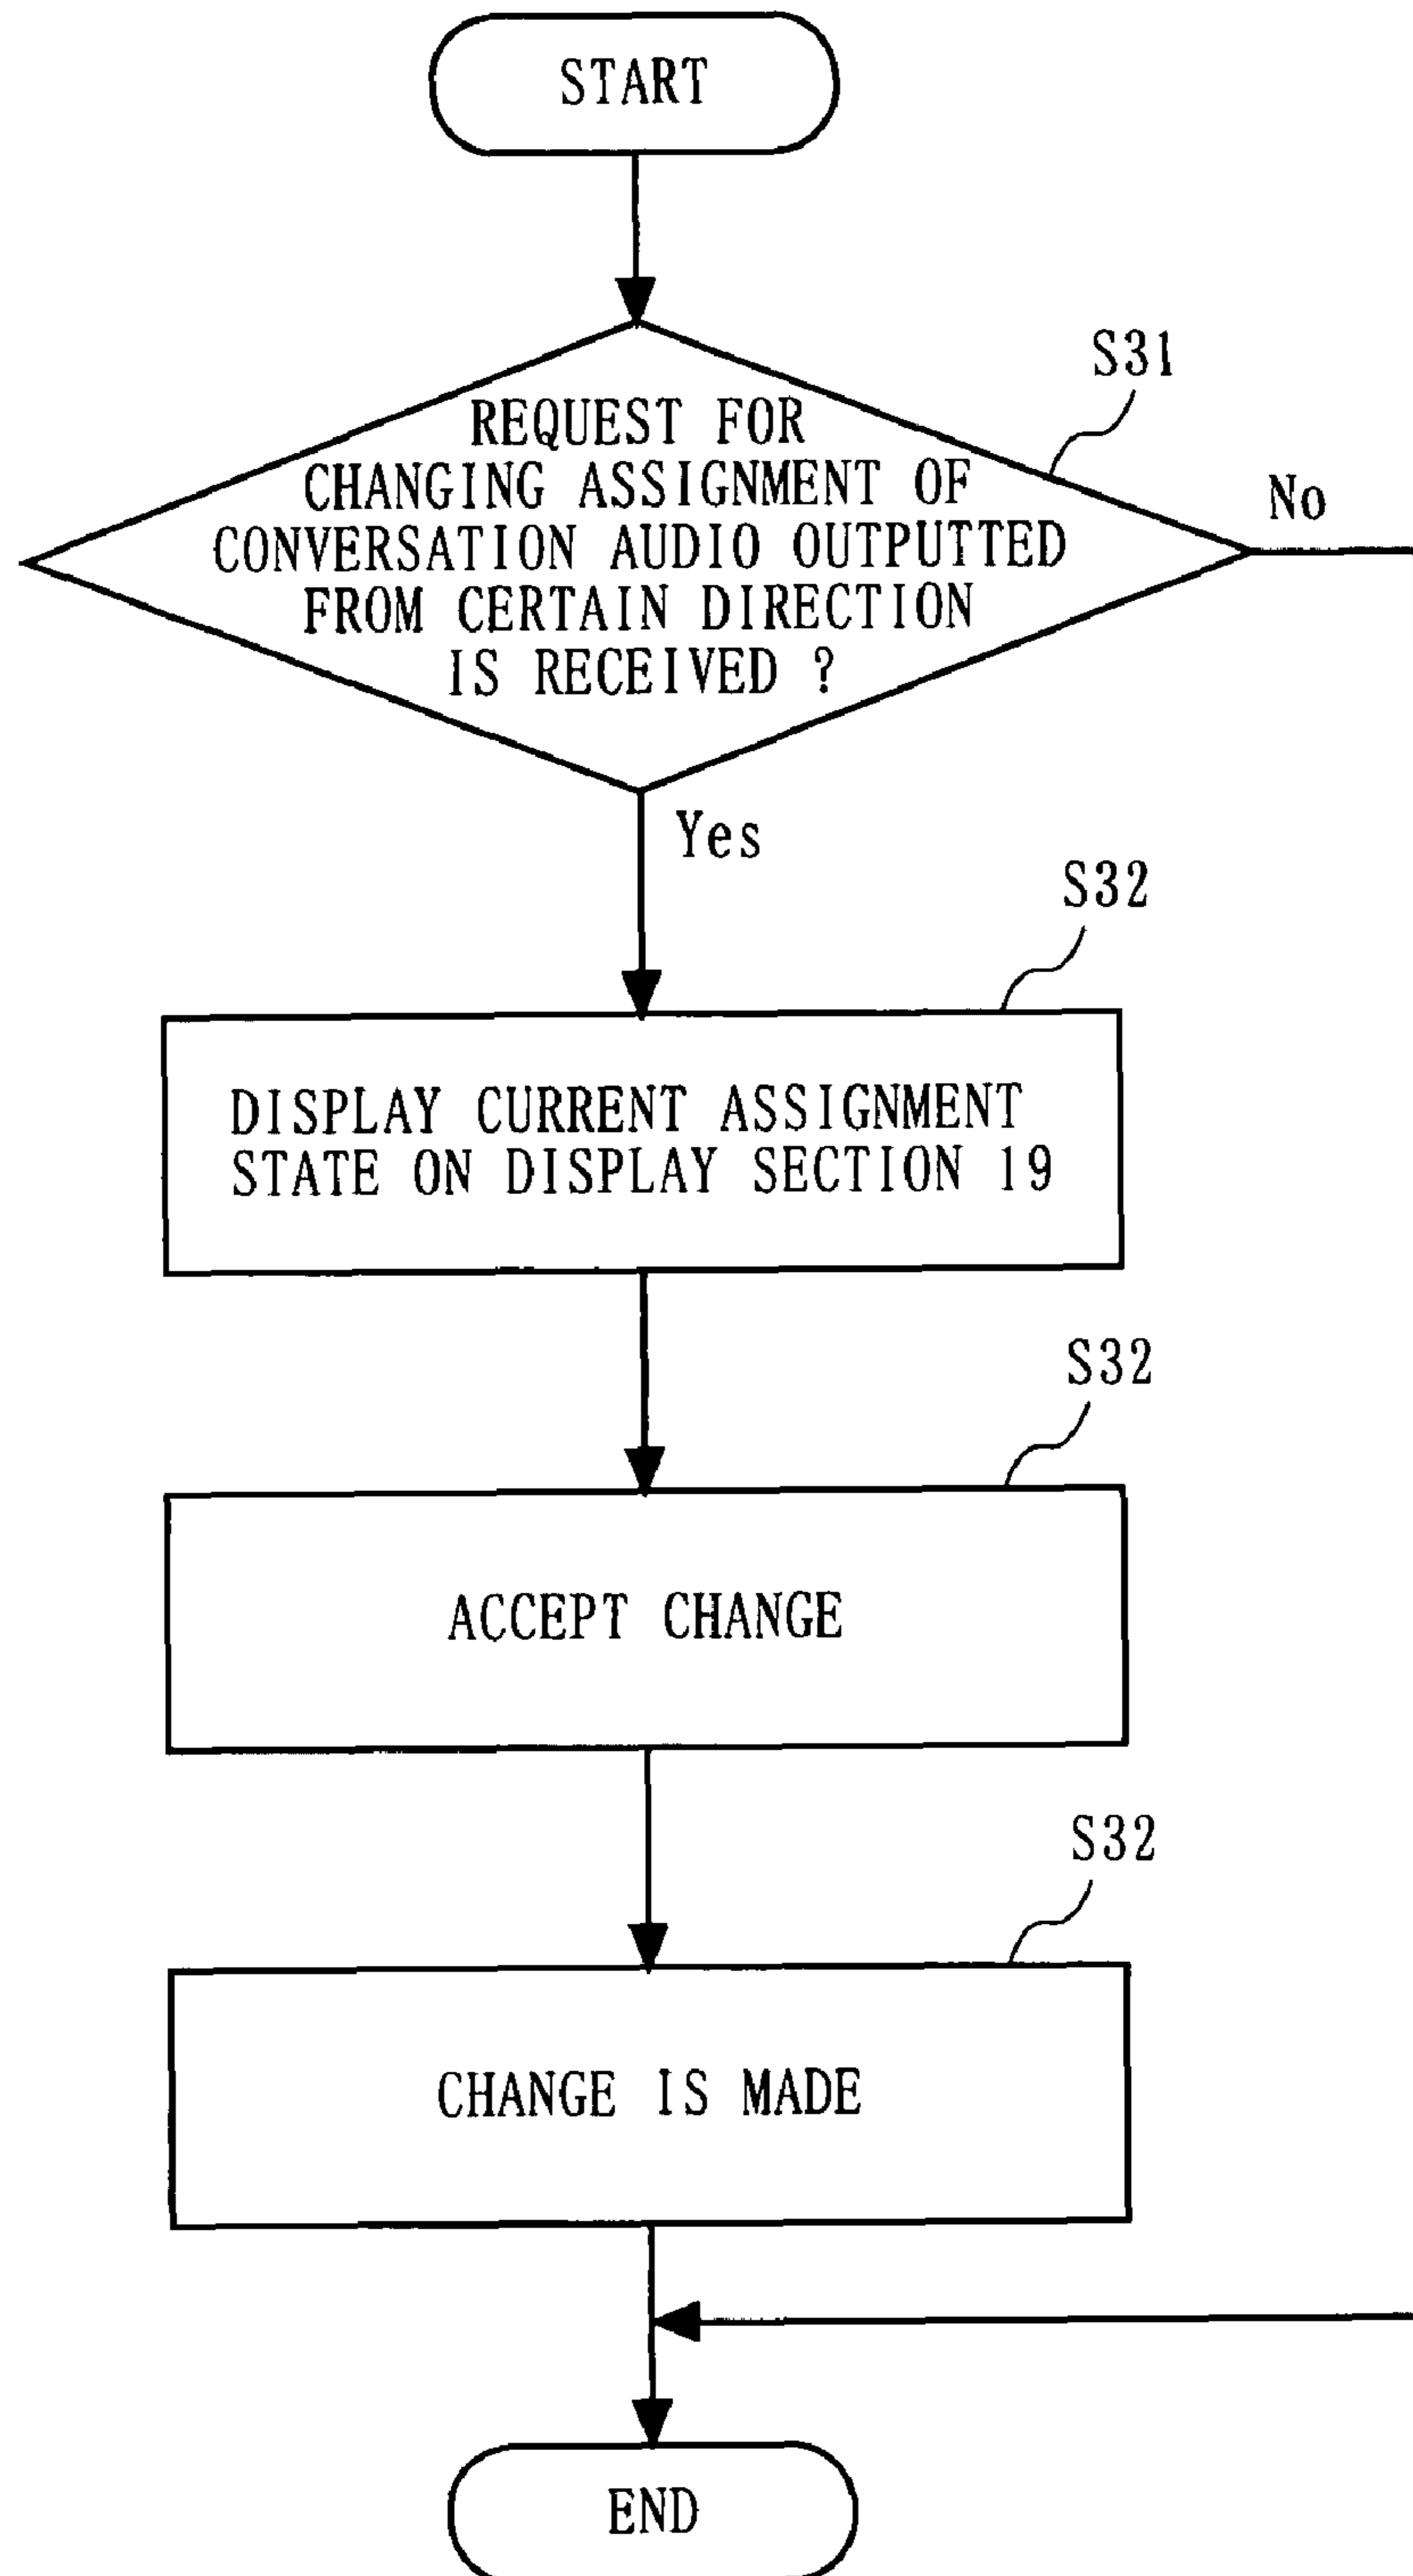 START
S31
REQUEST FOR
CHANGING ASSIGNMENT OF
CONVERSATION AUDIO OUTPUTTED
FROM CERTAIN DIRECTION
IS RECEIVED ?
No
Yes
S32
DISPLAY CURRENT ASSIGNMENT
STATE ON DISPLAY SECTION 19
S32
ACCEPT CHANGE
S32
CHANGE IS MADE
END